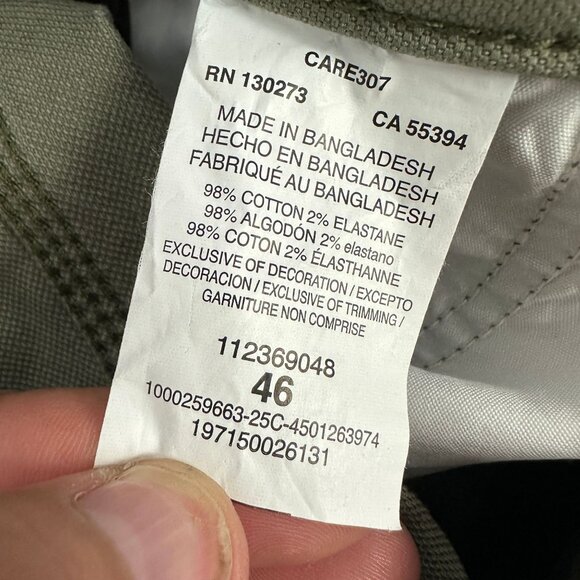 CARE307
RN 130273 CA 55394
MADE IN BANGLADESH
HECHO EN BANGLADESH
FABRIQUÉ AU BANGLADESH
98% COTTON 2% ELASTANE
98% ALGODÓN 2% elastano
98% COTON 2% ÉLASTHANNE
EXCLUSIVE OF DECORATION / EXCEPTO
DECORACION / EXCLUSIVE OF TRIMMING /
GARNITURE NON COMPRISE
112369048
46
1000259663-25C-4501263974
197150026131